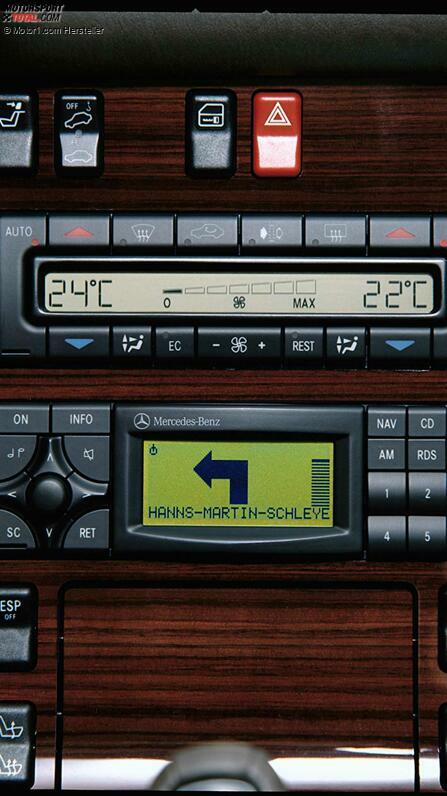 MOTORSPORT
TOTAL.COM
© Motor1.com Hersteller
OFF
AUTO
24°C
0
MAX
22°C
EC
- +
REST
ON
INFO
Mercedes-Benz
NAV
CD
AM
RDS
HANNS-MARTIN-SCHLEYE
1
2
SC
RET
4
5
ESP
OFF